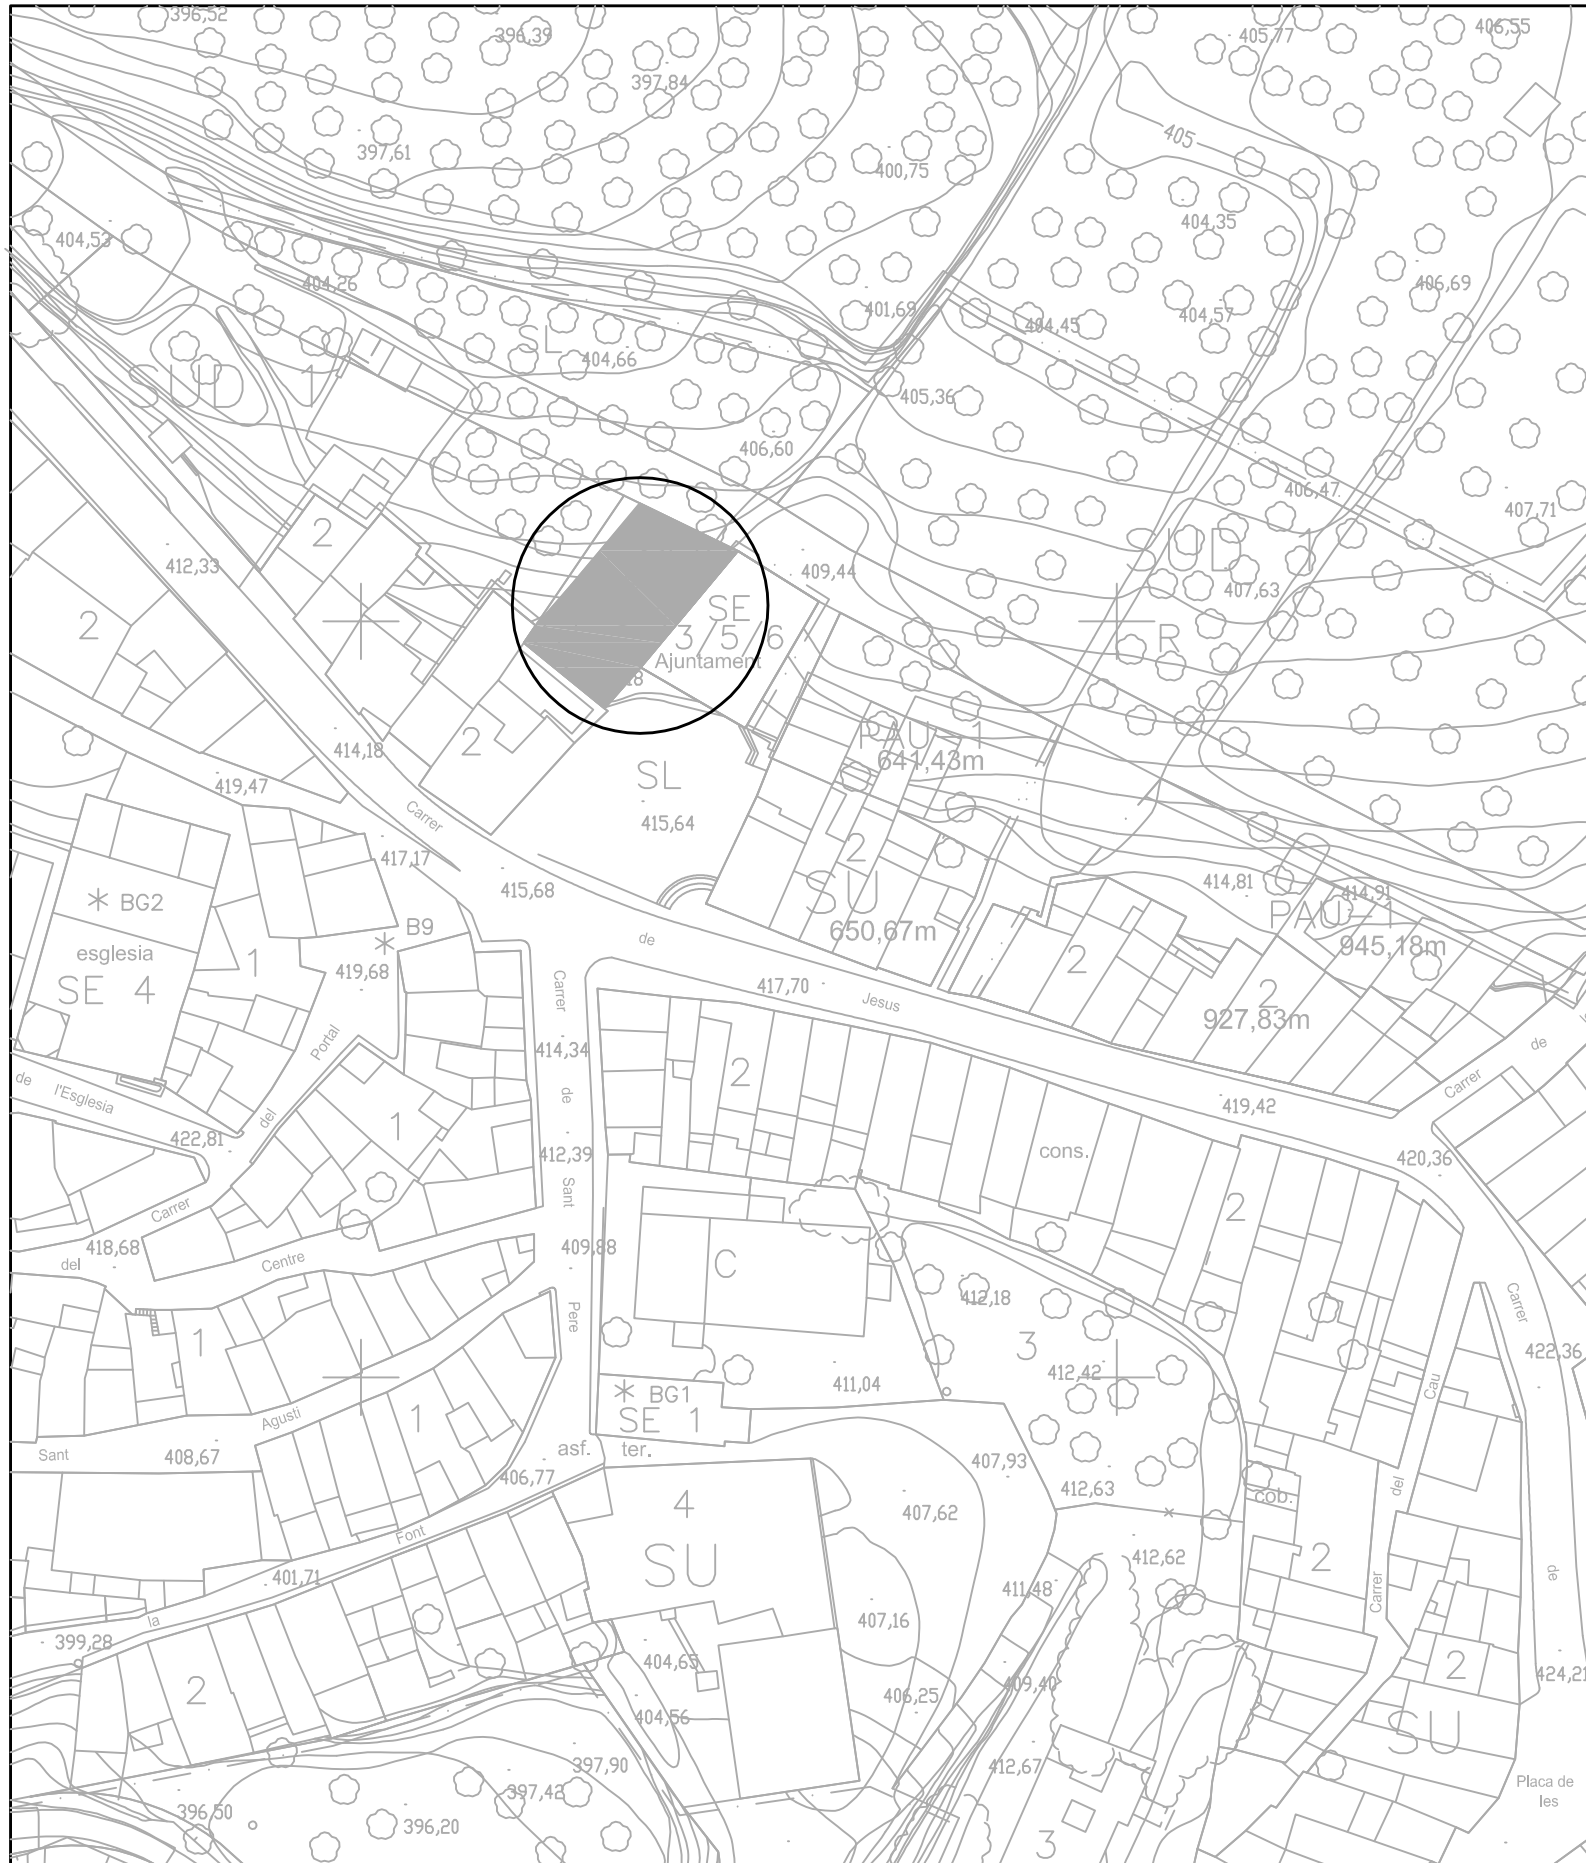 396,52
396,39
405,77
406,55
397,84
397,61
405
400,75
404,53
404,35
404,26
401,69
404,45
404,57
406,69
SL
404,66
SUD 1
405,36
406,60
406,47
407,71
2
412,33
409,44
SUD 1
407,63
SE
3/5/6
Ajuntament
2
R
2
414,18
419,47
PAU-1
641,43m
SL
415,64
Carrer
417,17
2
SU
650,67m
415,68
414,81
414,91
PAU-1
945,18m
BG2
esglesia
SE 4
B9
419,68
1
de
2
2
927,83m
417,70
Jesus
Carrer
414,34
de
Portal
del
de
l'Esglesia
422,81
2
1
de
Carrer
419,42
412,39
cons.
420,36
Sant
Carrer
418,68
del
Centre
409,88
2
C
412,18
Carrer
Pere
1
3
412,42
422,36
411,04
Cau
BG1
SE 1
Agusti
1
Sant
408,67
asf. ter.
406,77
407,93
412,63
del
cob.
4
SU
407,62
Font
401,71
412,62
2
de
411,48
Carrer
la
399,28
407,16
404,65
2
409,40
2
424,21
406,25
404,56
SU
397,90
397,42
412,67
Placa de
les
396,50
396,20
3